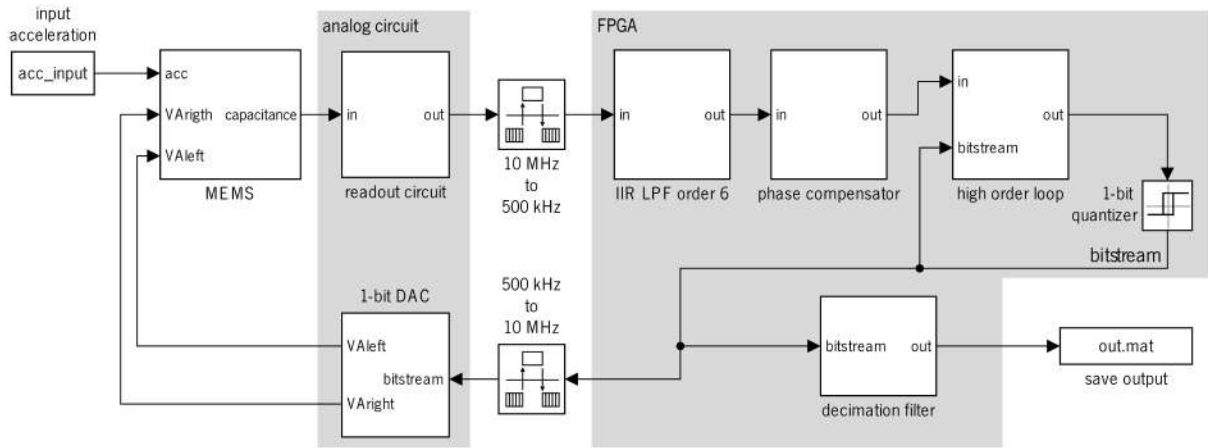 input
acceleration
acc_input
acc
VArigth
VAleft
capacitance
MEMS
analog circuit
in
out
readout circuit
10 MHz
to
500 kHz
FPGA
in
out
IIR LPF order 6
in
out
phase compensator
in
bitstream
out
high order loop
1-bit
quantizer
bitstream
1-bit DAC
VAleft
bitstream
VAright
500 kHz
to
10 MHz
bitstream
out
decimation filter
out.mat
save output